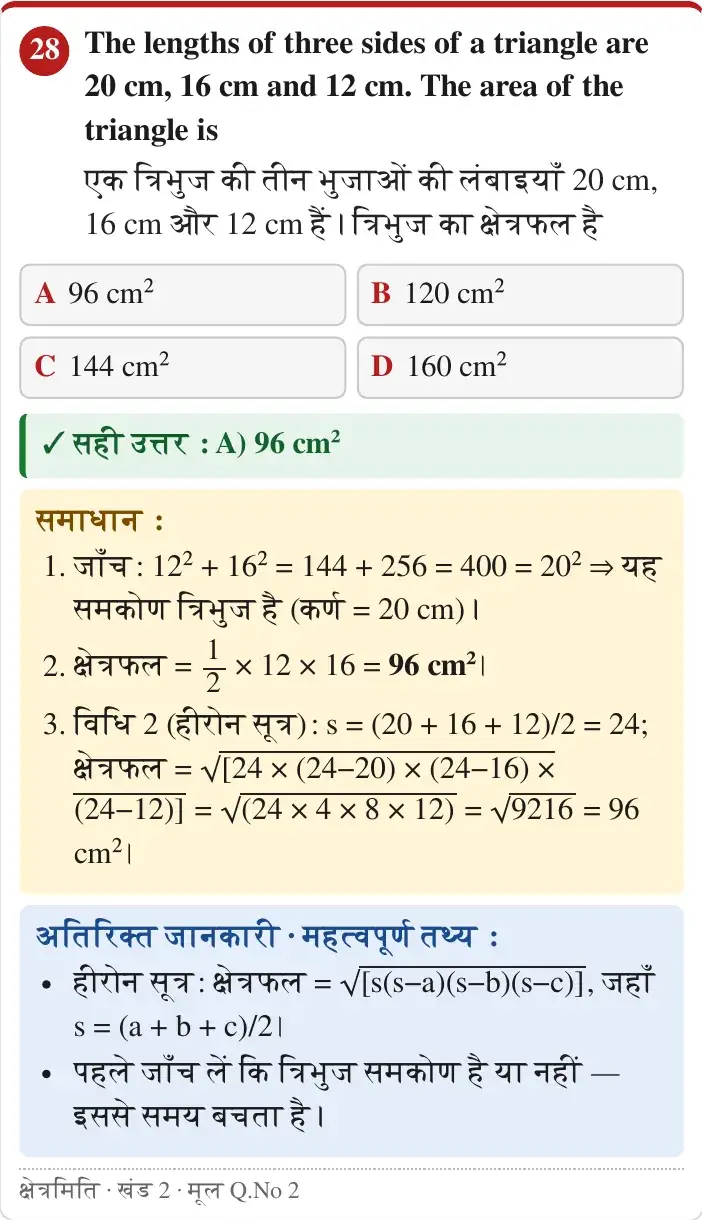 28 The lengths of three sides of a triangle are
20 cm, 16 cm and 12 cm. The area of the
triangle is
एक त्रिभुज की तीन भुजाओं की लंबाइयाँ 20 cm,
16 cm और 12 cm हैं। त्रिभुज का क्षेत्रफल है
A 96 cm²
B 120 cm²
C 144 cm²
D 160 cm²
✓ सही उत्तर : A) 96 cm²
समाधान :
1. जाँच: 12² + 16² = 144 + 256 = 400 = 20² ⇒ यह
समकोण त्रिभुज है (कर्ण = 20 cm)।
2. क्षेत्रफल = 1/2 × 12 × 16 = 96 cm²।
3. विधि 2 (हीरोन सूत्र): s = (20 + 16 + 12)/2 = 24;
क्षेत्रफल = √[24 × (24−20) × (24−16) ×
(24−12)] = √(24 × 4 × 8 × 12) = √9216 = 96
cm²।
अतिरिक्त जानकारी · महत्वपूर्ण तथ्य :
• हीरोन सूत्र: क्षेत्रफल = √[s(s−a)(s−b)(s−c)], जहाँ
s = (a + b + c)/2।
• पहले जाँच लें कि त्रिभुज समकोण है या नहीं —
इससे समय बचता है।
क्षेत्रमिति · खंड 2 · मूल Q.No 2